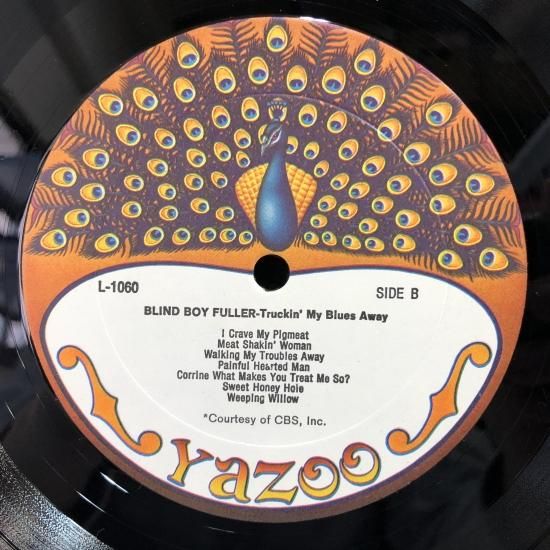 L-1060
SIDE B
BLIND BOY FULLER-Truckin' My Blues Away
I Crave My Pigmeat
Meat Shakin' Woman
Walking My Troubles Away
Painful Hearted Man
Corrine What Makes You Treat Me So?
Sweet Honey Hole
Weeping Willow
*Courtesy of CBS, Inc.
Yazoo